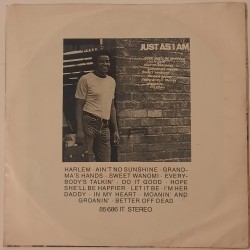 JUST AS I AM
HARLEM · AIN'T NO SUNSHINE · GRAND-
MA'S HANDS · SWEET WANOMI · EVERY-
BODY'S TALKIN' · DO IT GOOD · HOPE
SHE'LL BE HAPPIER · LET IT BE · I'M HER
DADDY · IN MY HEART · MOANIN' AND
GROANIN' · BETTER OFF DEAD
85·686 IT STEREO